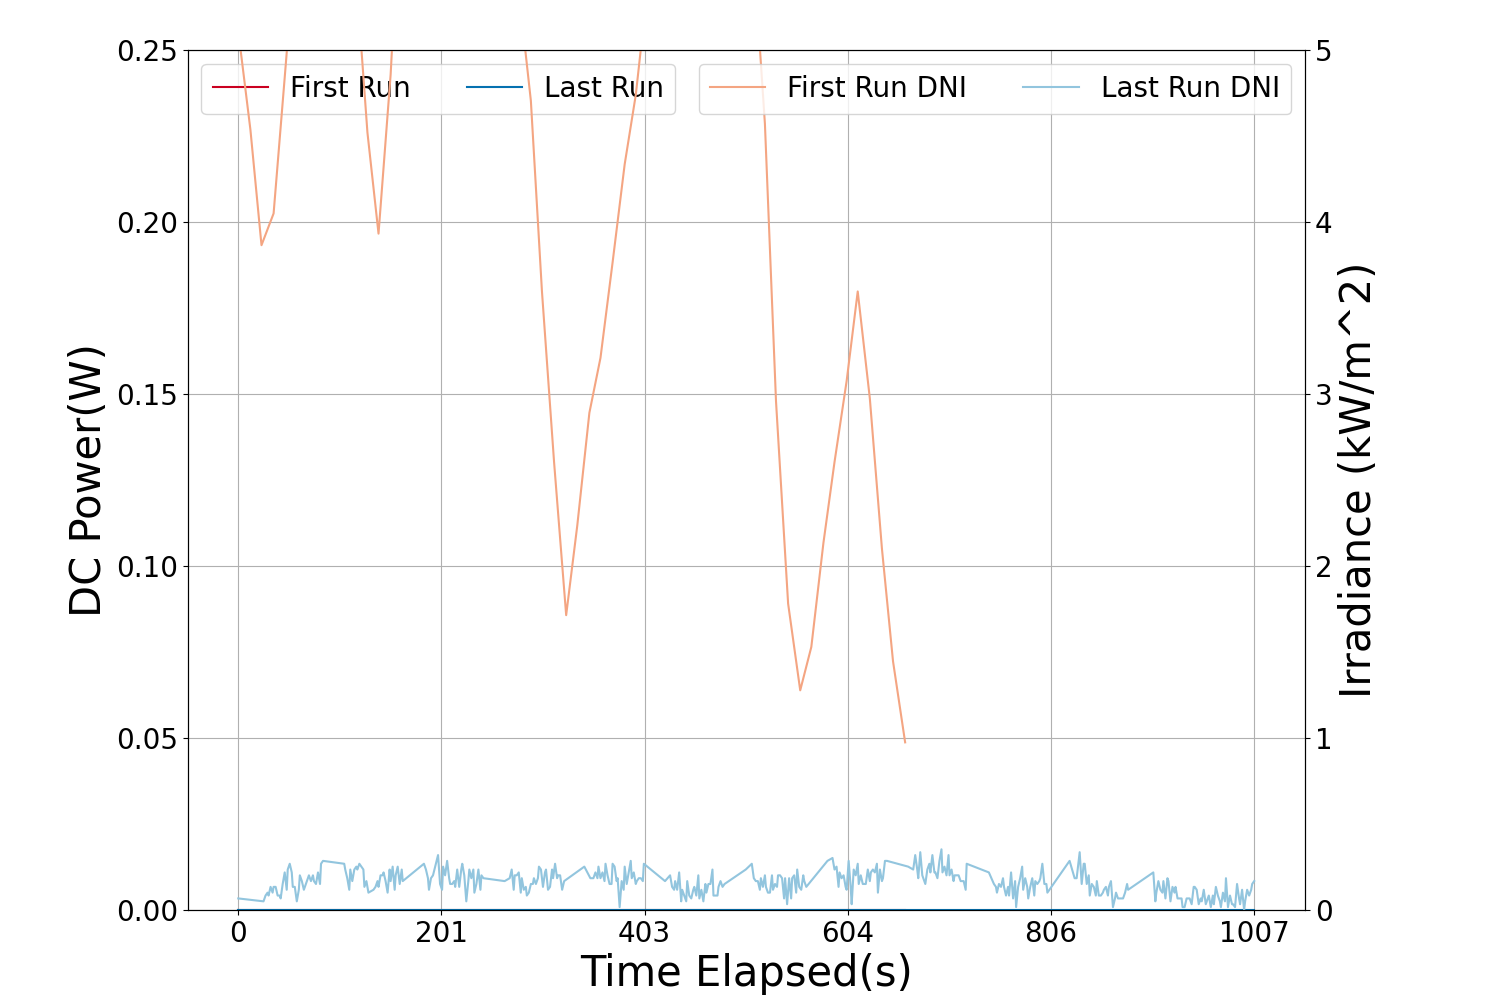 First Run
Last Run
First Run DNI
Last Run DNI
0.25
0.20
0.15
0.10
0.05
0.00
DC Power(W)
5
4
3
2
1
0
Irradiance (kW/m^2)
0
201
403
604
806
1007
Time Elapsed(s)